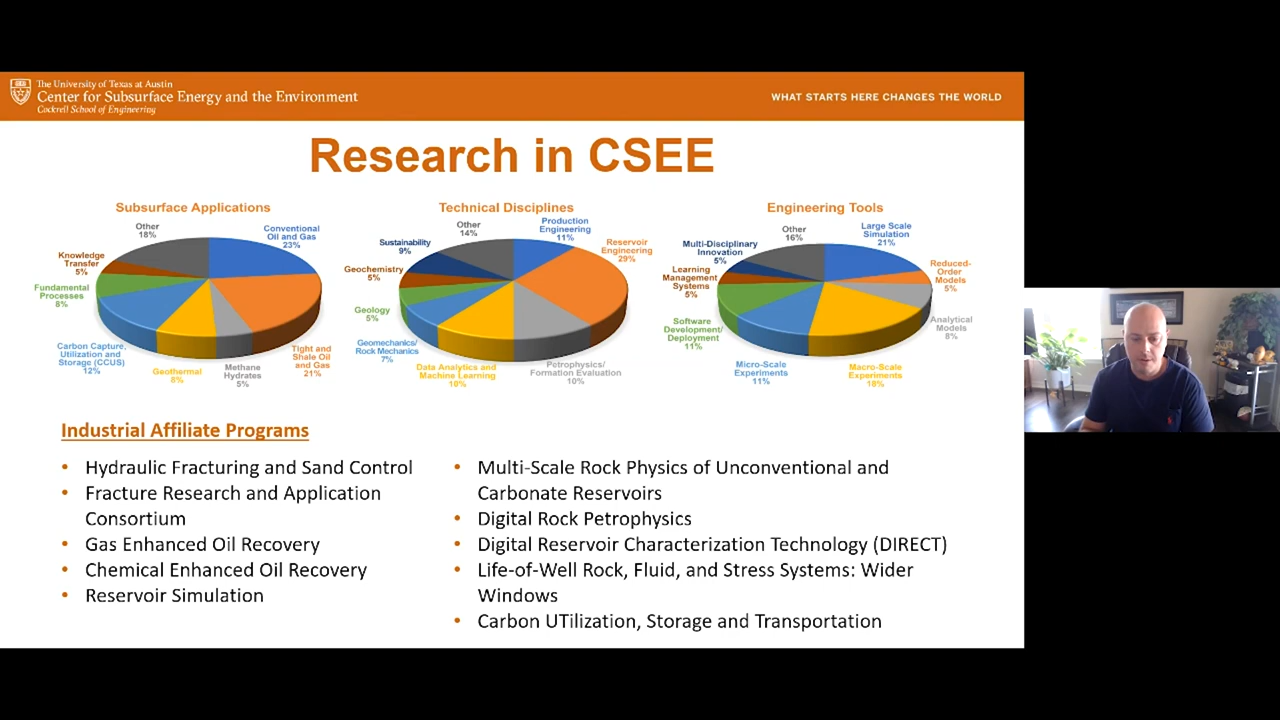 The University of Texas at Austin
Center for Subsurface Energy and the Environment
Cockrell School of Engineering
WHAT STARTS HERE CHANGES THE WORLD
Research in CSEE
Subsurface Applications
Conventional
Oil and Gas
23%
Tight and
Shale Oil
and Gas
21%
Methane
Hydrates
5%
Geothermal
8%
Carbon Capture,
Utilization and
Storage (CCUS)
12%
Fundamental
Processes
8%
Knowledge
Transfer
5%
Other
18%
Technical Disciplines
Production
Engineering
11%
Reservoir
Engineering
29%
Petrophysics/
Formation Evaluation
10%
Data Analytics and
Machine Learning
10%
Geomechanics/
Rock Mechanics
7%
Geology
5%
Geochemistry
5%
Sustainability
9%
Other
14%
Engineering Tools
Large Scale
Simulation
21%
Reduced-
Order
Models
5%
Analytical
Models
8%
Macro-Scale
Experiments
18%
Micro-Scale
Experiments
11%
Software
Development/
Deployment
11%
Learning
Management
Systems
5%
Multi-Disciplinary
Innovation
5%
Other
16%
Industrial Affiliate Programs
• Hydraulic Fracturing and Sand Control
• Fracture Research and Application
Consortium
• Gas Enhanced Oil Recovery
• Chemical Enhanced Oil Recovery
• Reservoir Simulation
• Multi-Scale Rock Physics of Unconventional and
Carbonate Reservoirs
• Digital Rock Petrophysics
• Digital Reservoir Characterization Technology (DIRECT)
• Life-of-Well Rock, Fluid, and Stress Systems: Wider
Windows
• Carbon UTilization, Storage and Transportation